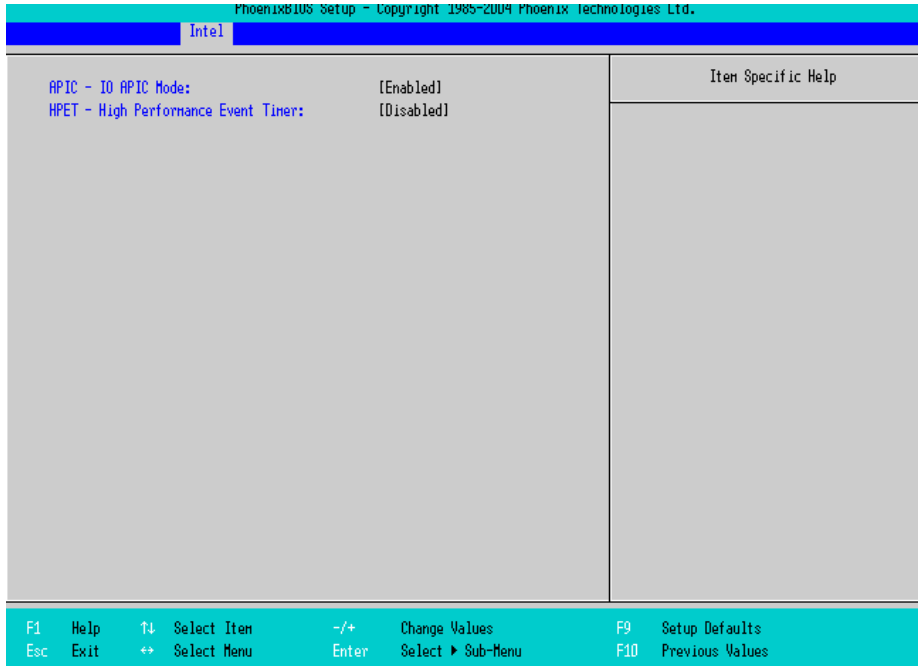 PhoenixBIOS Setup - Copyright 1985-2004 Phoenix Technologies Ltd.
Intel
APIC - IO APIC Mode: [Enabled]
HPET - High Performance Event Timer: [Disabled]
Item Specific Help
F1 Help ↑↓ Select Item -/+ Change Values F9 Setup Defaults
Esc Exit ↔ Select Menu Enter Select ▶ Sub-Menu F10 Previous Values